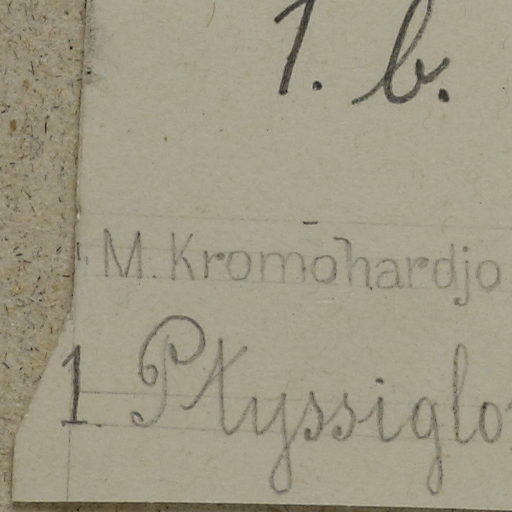 1. b.
M. Kromohardjo
1. Ptyssiglo